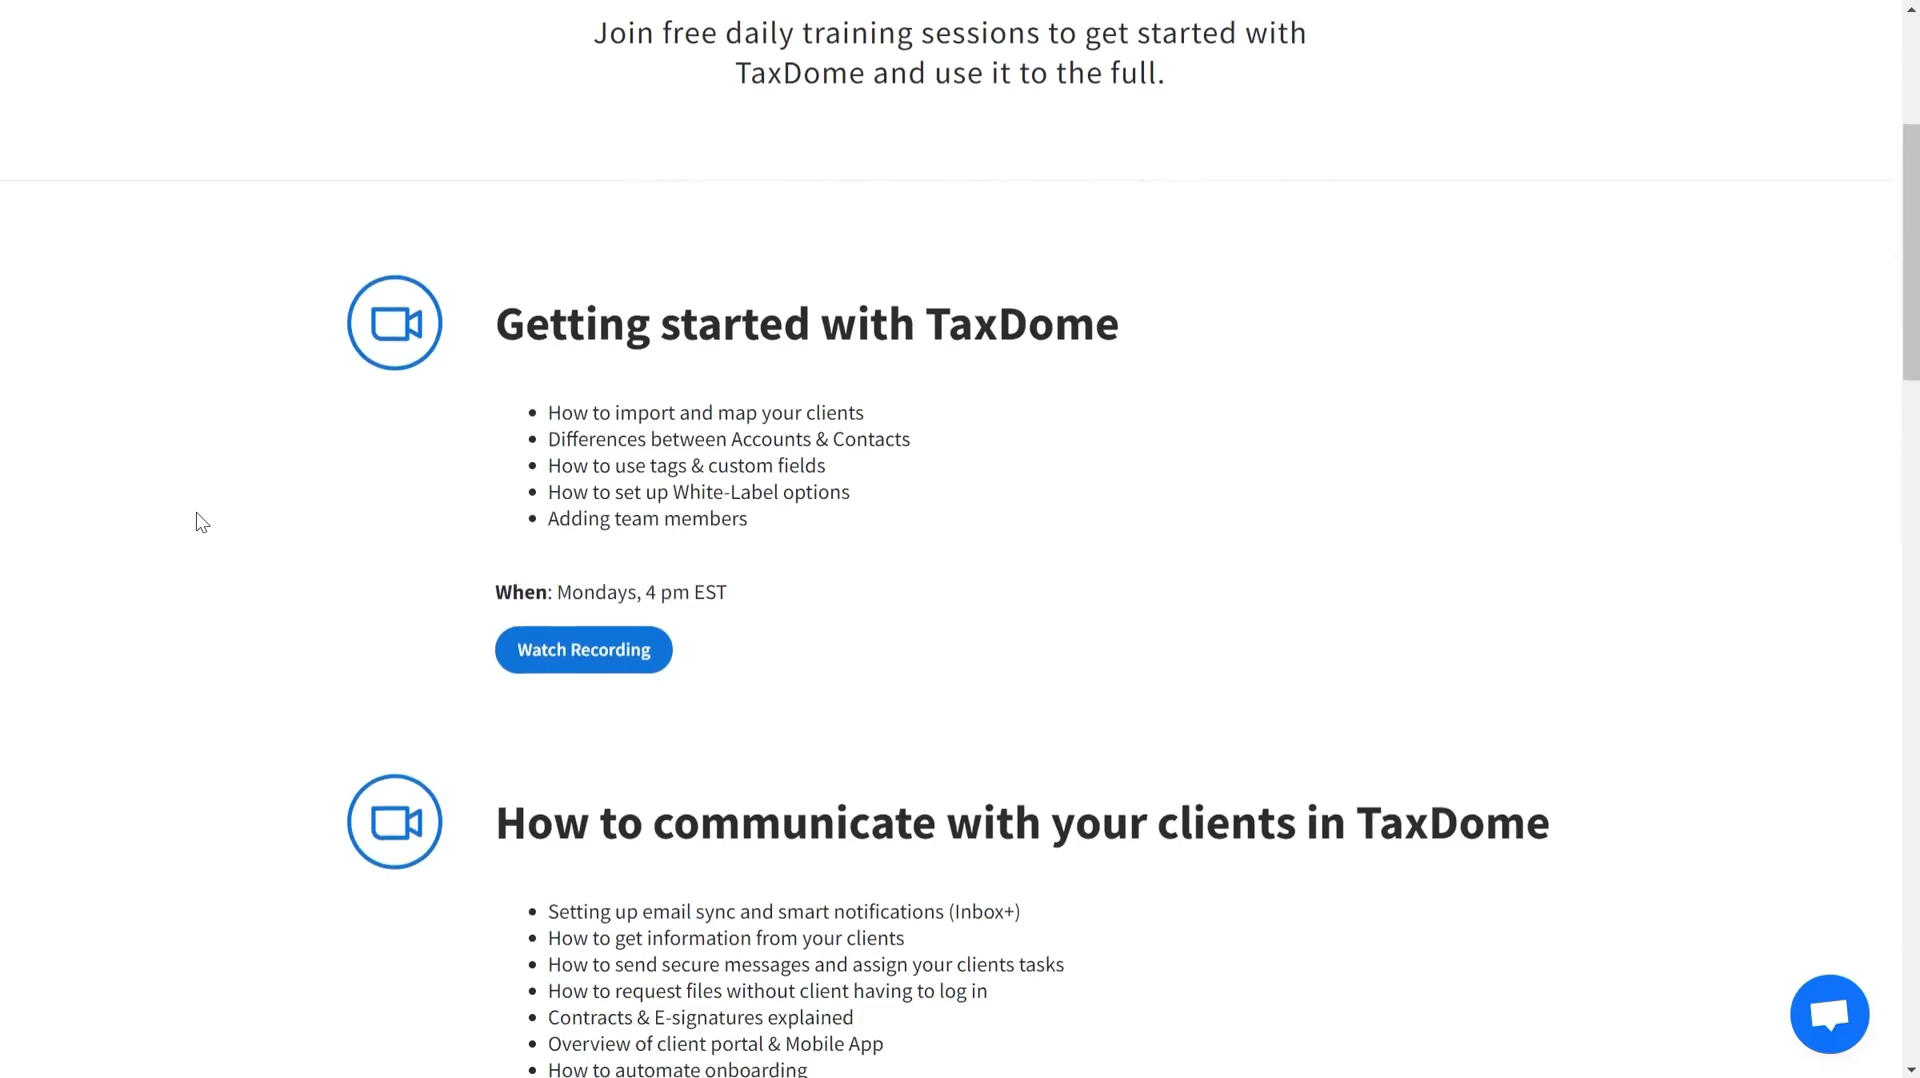 Join free daily training sessions to get started with
TaxDome and use it to the full.
Getting started with TaxDome
How to import and map your clients
Differences between Accounts & Contacts
How to use tags & custom fields
How to set up White-Label options
Adding team members
When: Mondays, 4 pm EST
Watch Recording
How to communicate with your clients in TaxDome
Setting up email sync and smart notifications (Inbox+)
How to get information from your clients
How to send secure messages and assign your clients tasks
How to request files without client having to log in
Contracts & E-signatures explained
Overview of client portal & Mobile App
How to automate onboarding